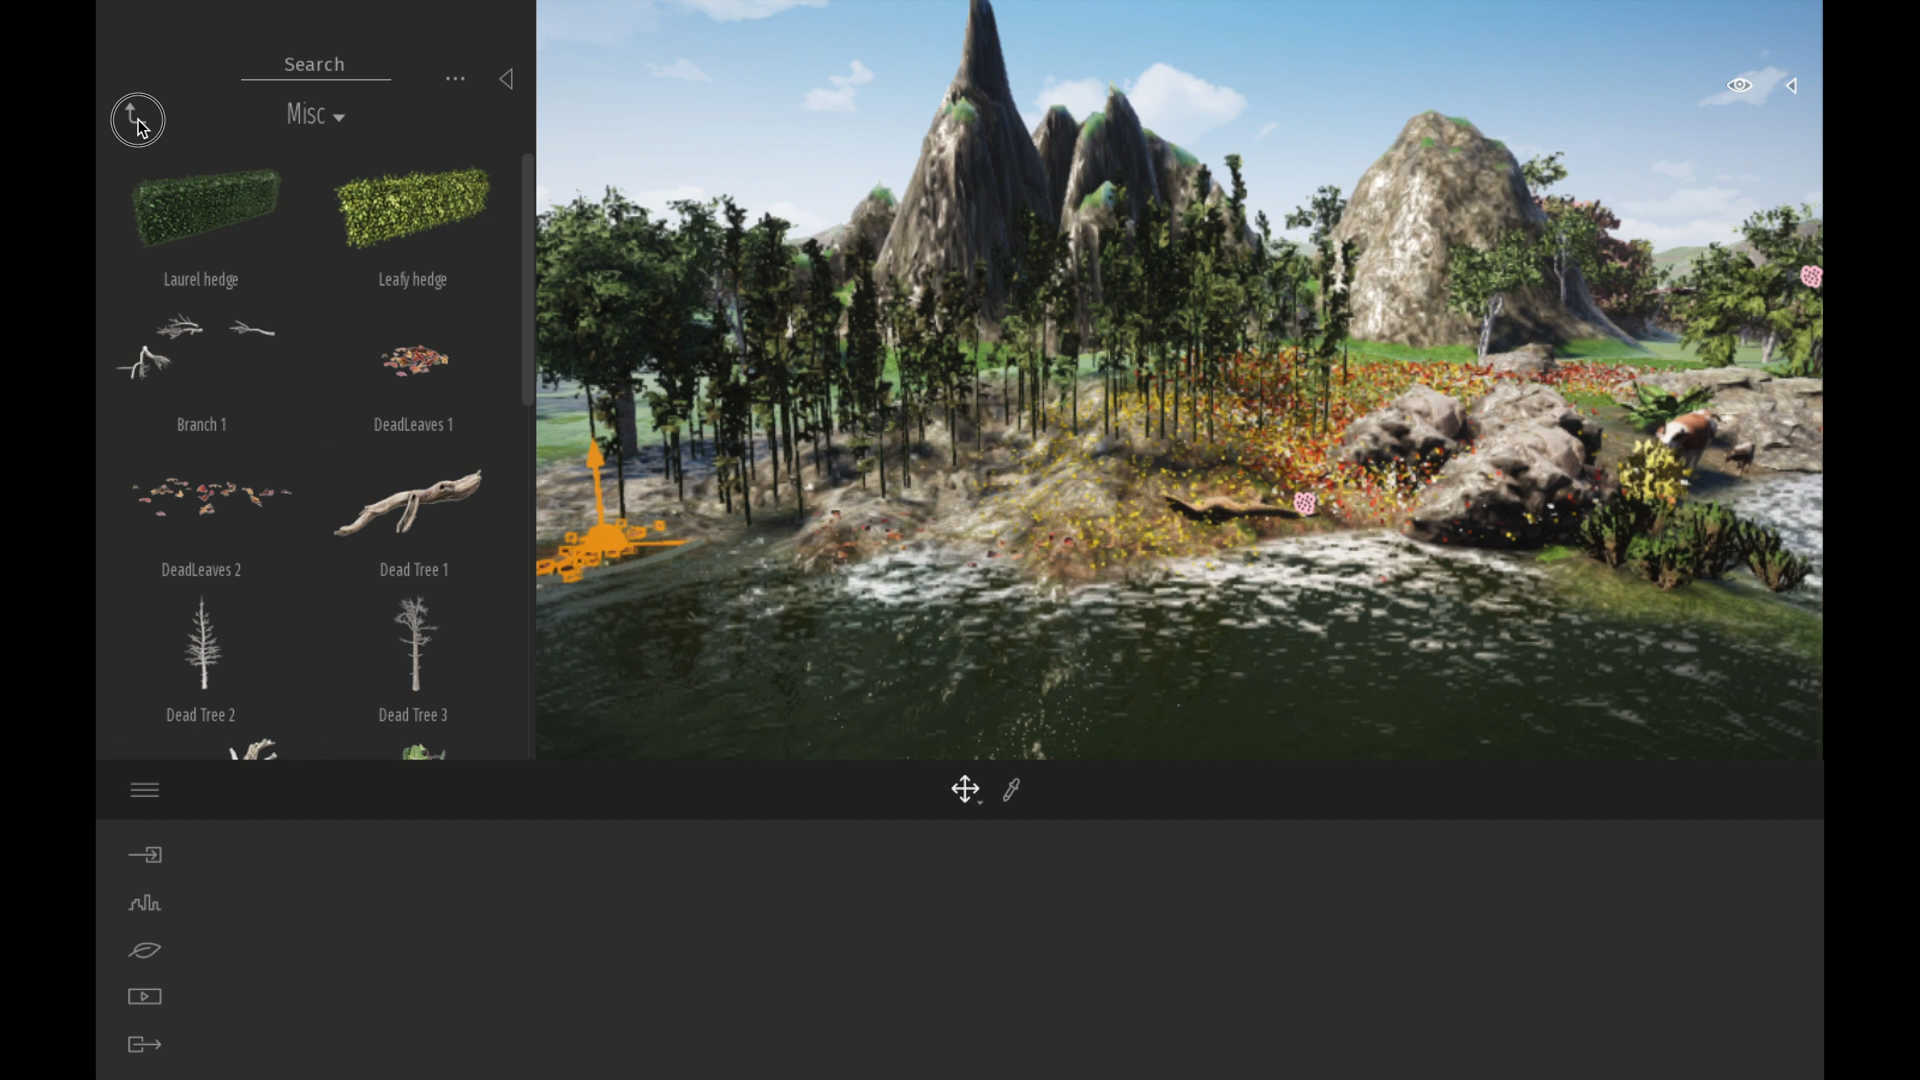 Search
Misc
Laurel hedge
Leafy hedge
Branch 1
DeadLeaves 1
DeadLeaves 2
Dead Tree 1
Dead Tree 2
Dead Tree 3